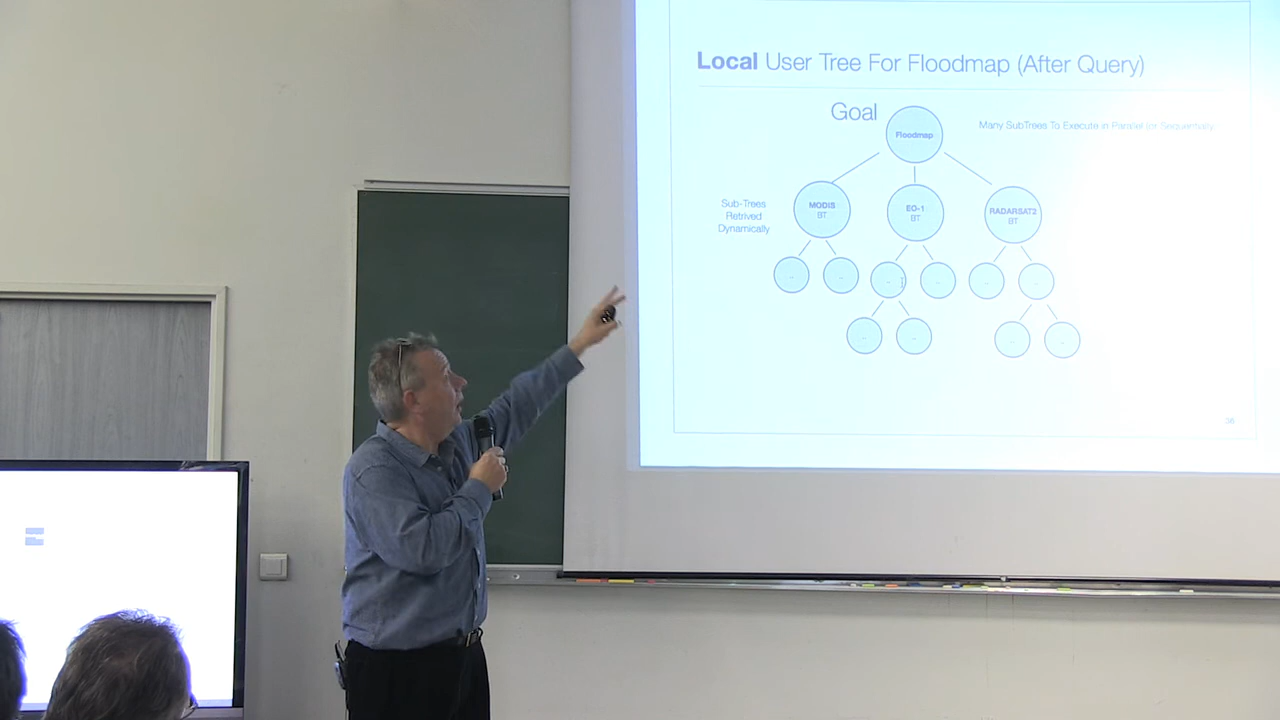 Local User Tree For Floodmap (After Query)
Goal
Floodmap
Many SubTrees To Execute in Parallel (or Sequentially
Sub-Trees
Retrived
Dynamically
MODIS
BT
EO-1
BT
RADARSAT2
BT
36